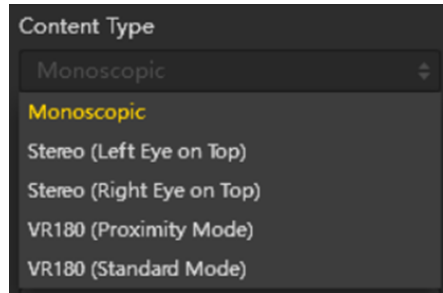 Content Type
Monoscopic
Monoscopic
Stereo (Left Eye on Top)
Stereo (Right Eye on Top)
VR180 (Proximity Mode)
VR180 (Standard Mode)